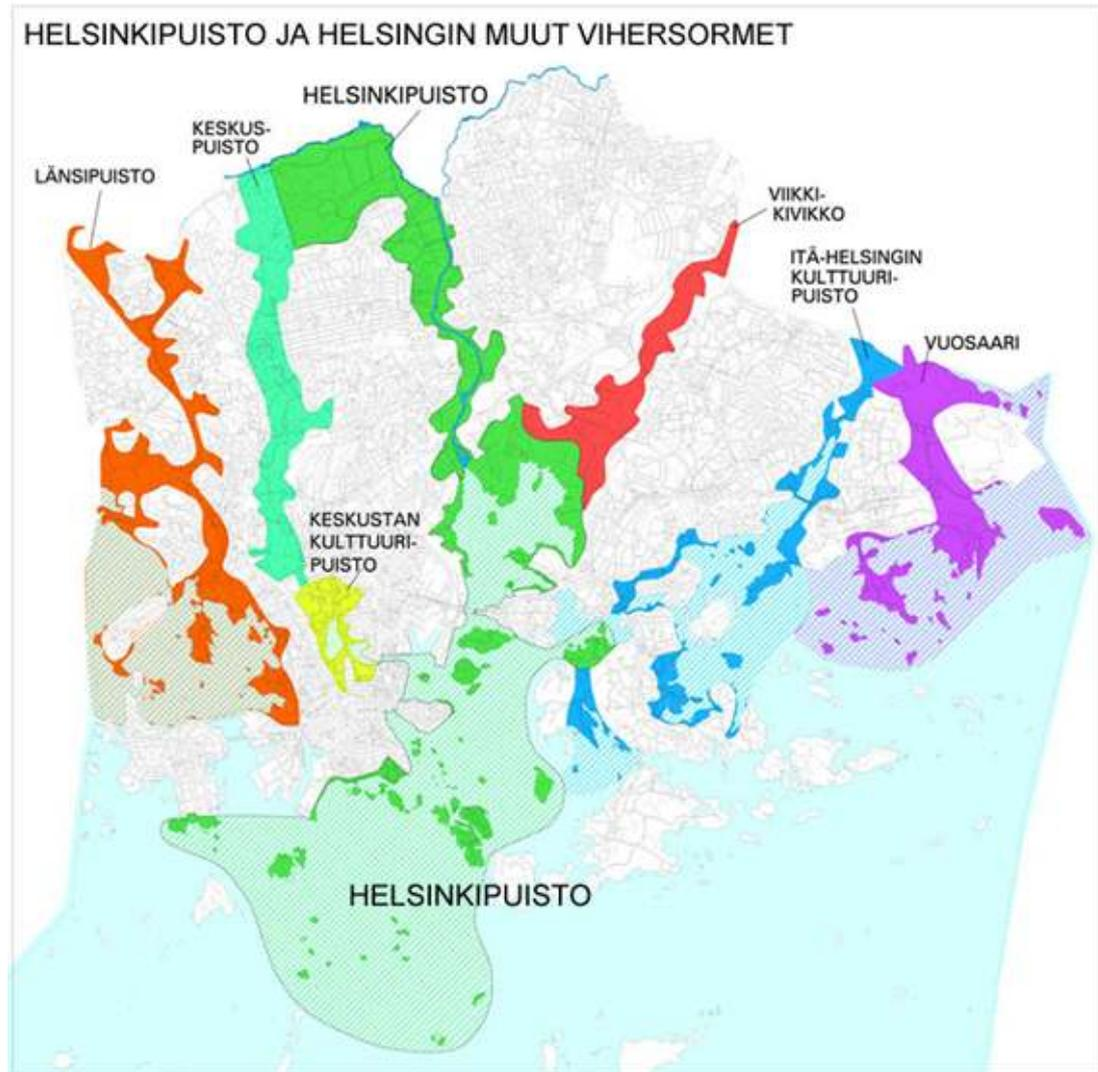 HELSINKIPUISTO JA HELSINGIN MUUT VIHERSORMET
HELSINKIPUISTO
KESKUS-
PUISTO
LÄNSIPUISTO
VIIKKI-
KIVIKKO
ITÄ-HELSINGIN
KULTTUURI-
PUISTO
VUOSAARI
KESKUSTAN
KULTTUURI-
PUISTO
HELSINKIPUISTO